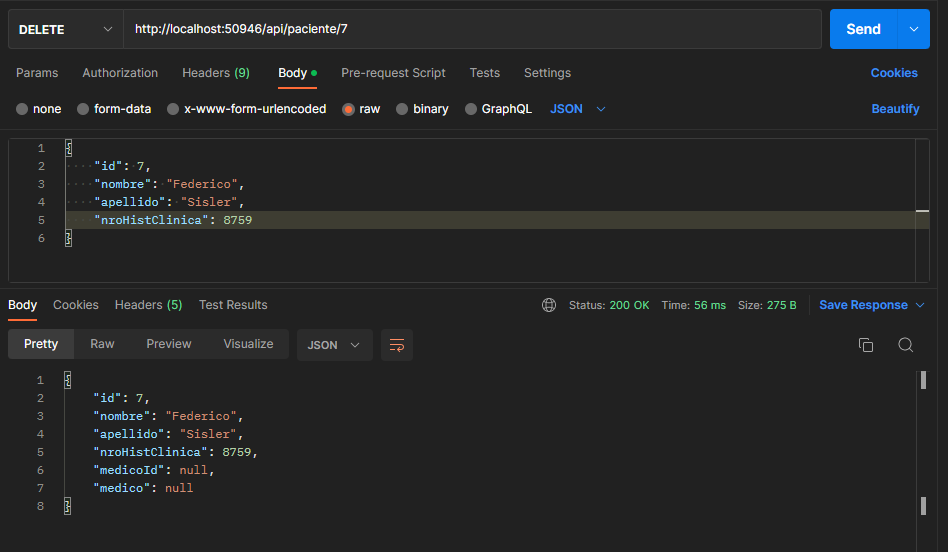 DELETE http://localhost:50946/api/paciente/7 Send
Params Authorization Headers (9) Body Pre-request Script Tests Settings Cookies
none form-data x-www-form-urlencoded raw binary GraphQL JSON Beautify
1 {
2 "id": 7,
3 "nombre": "Federico",
4 "apellido": "Sisler",
5 "nroHistClinica": 8759
6 }
Body Cookies Headers (5) Test Results Status: 200 OK Time: 56 ms Size: 275 B Save Response
Pretty Raw Preview Visualize JSON
1 {
2 "id": 7,
3 "nombre": "Federico",
4 "apellido": "Sisler",
5 "nroHistClinica": 8759,
6 "medicoId": null,
7 "medico": null
8 }